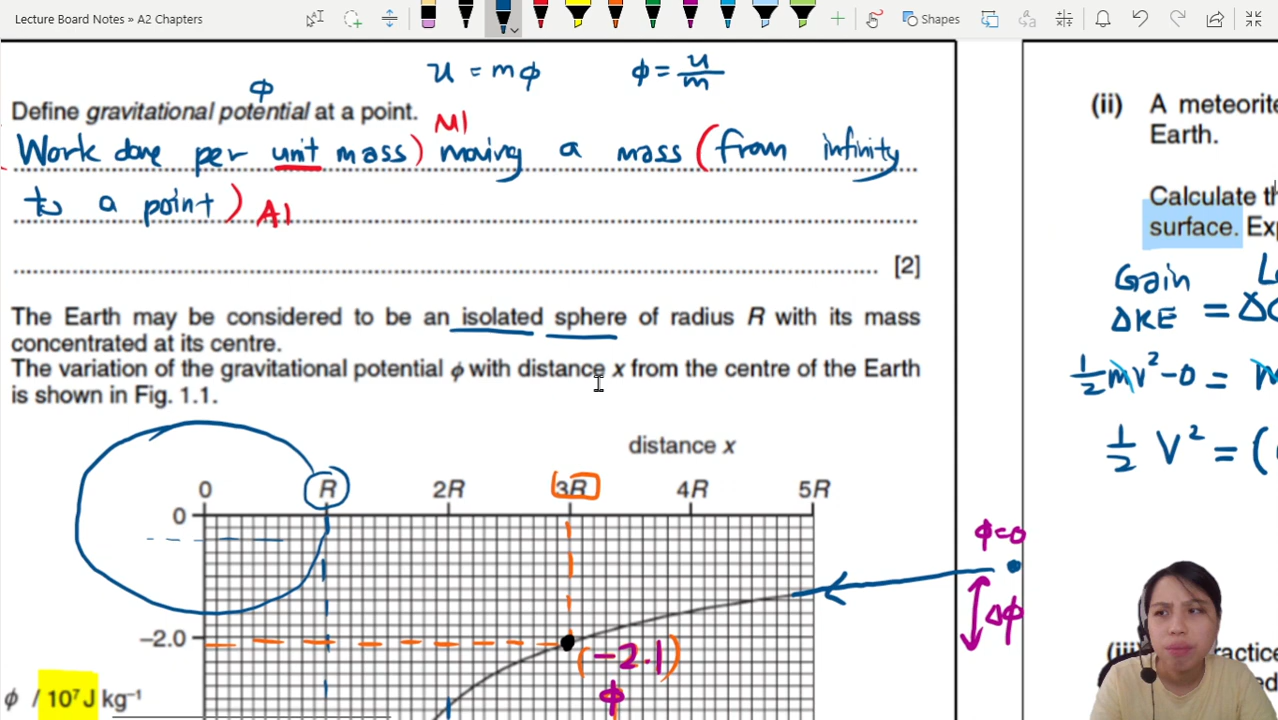 Lecture Board Notes » A2 Chapters
Shapes
u = mϕ ϕ = u/m
ϕ
Define gravitational potential at a point.
M1
Work done per unit mass) moving a mass (from infinity
to a point) A1
[2]
The Earth may be considered to be an isolated sphere of radius R with its mass
concentrated at its centre.
The variation of the gravitational potential ϕ with distance x from the centre of the Earth
is shown in Fig. 1.1.
distance x
0 R 2R 3R 4R 5R
0
–2.0
(-2.1)
ϕ
ϕ / 10⁷ J kg⁻¹
ϕ=0
Δϕ
(ii) A meteorite
Earth.
Calculate th
surface. Ex
Gain
ΔKE = Δ
½mv² - 0 =
½ V² = (